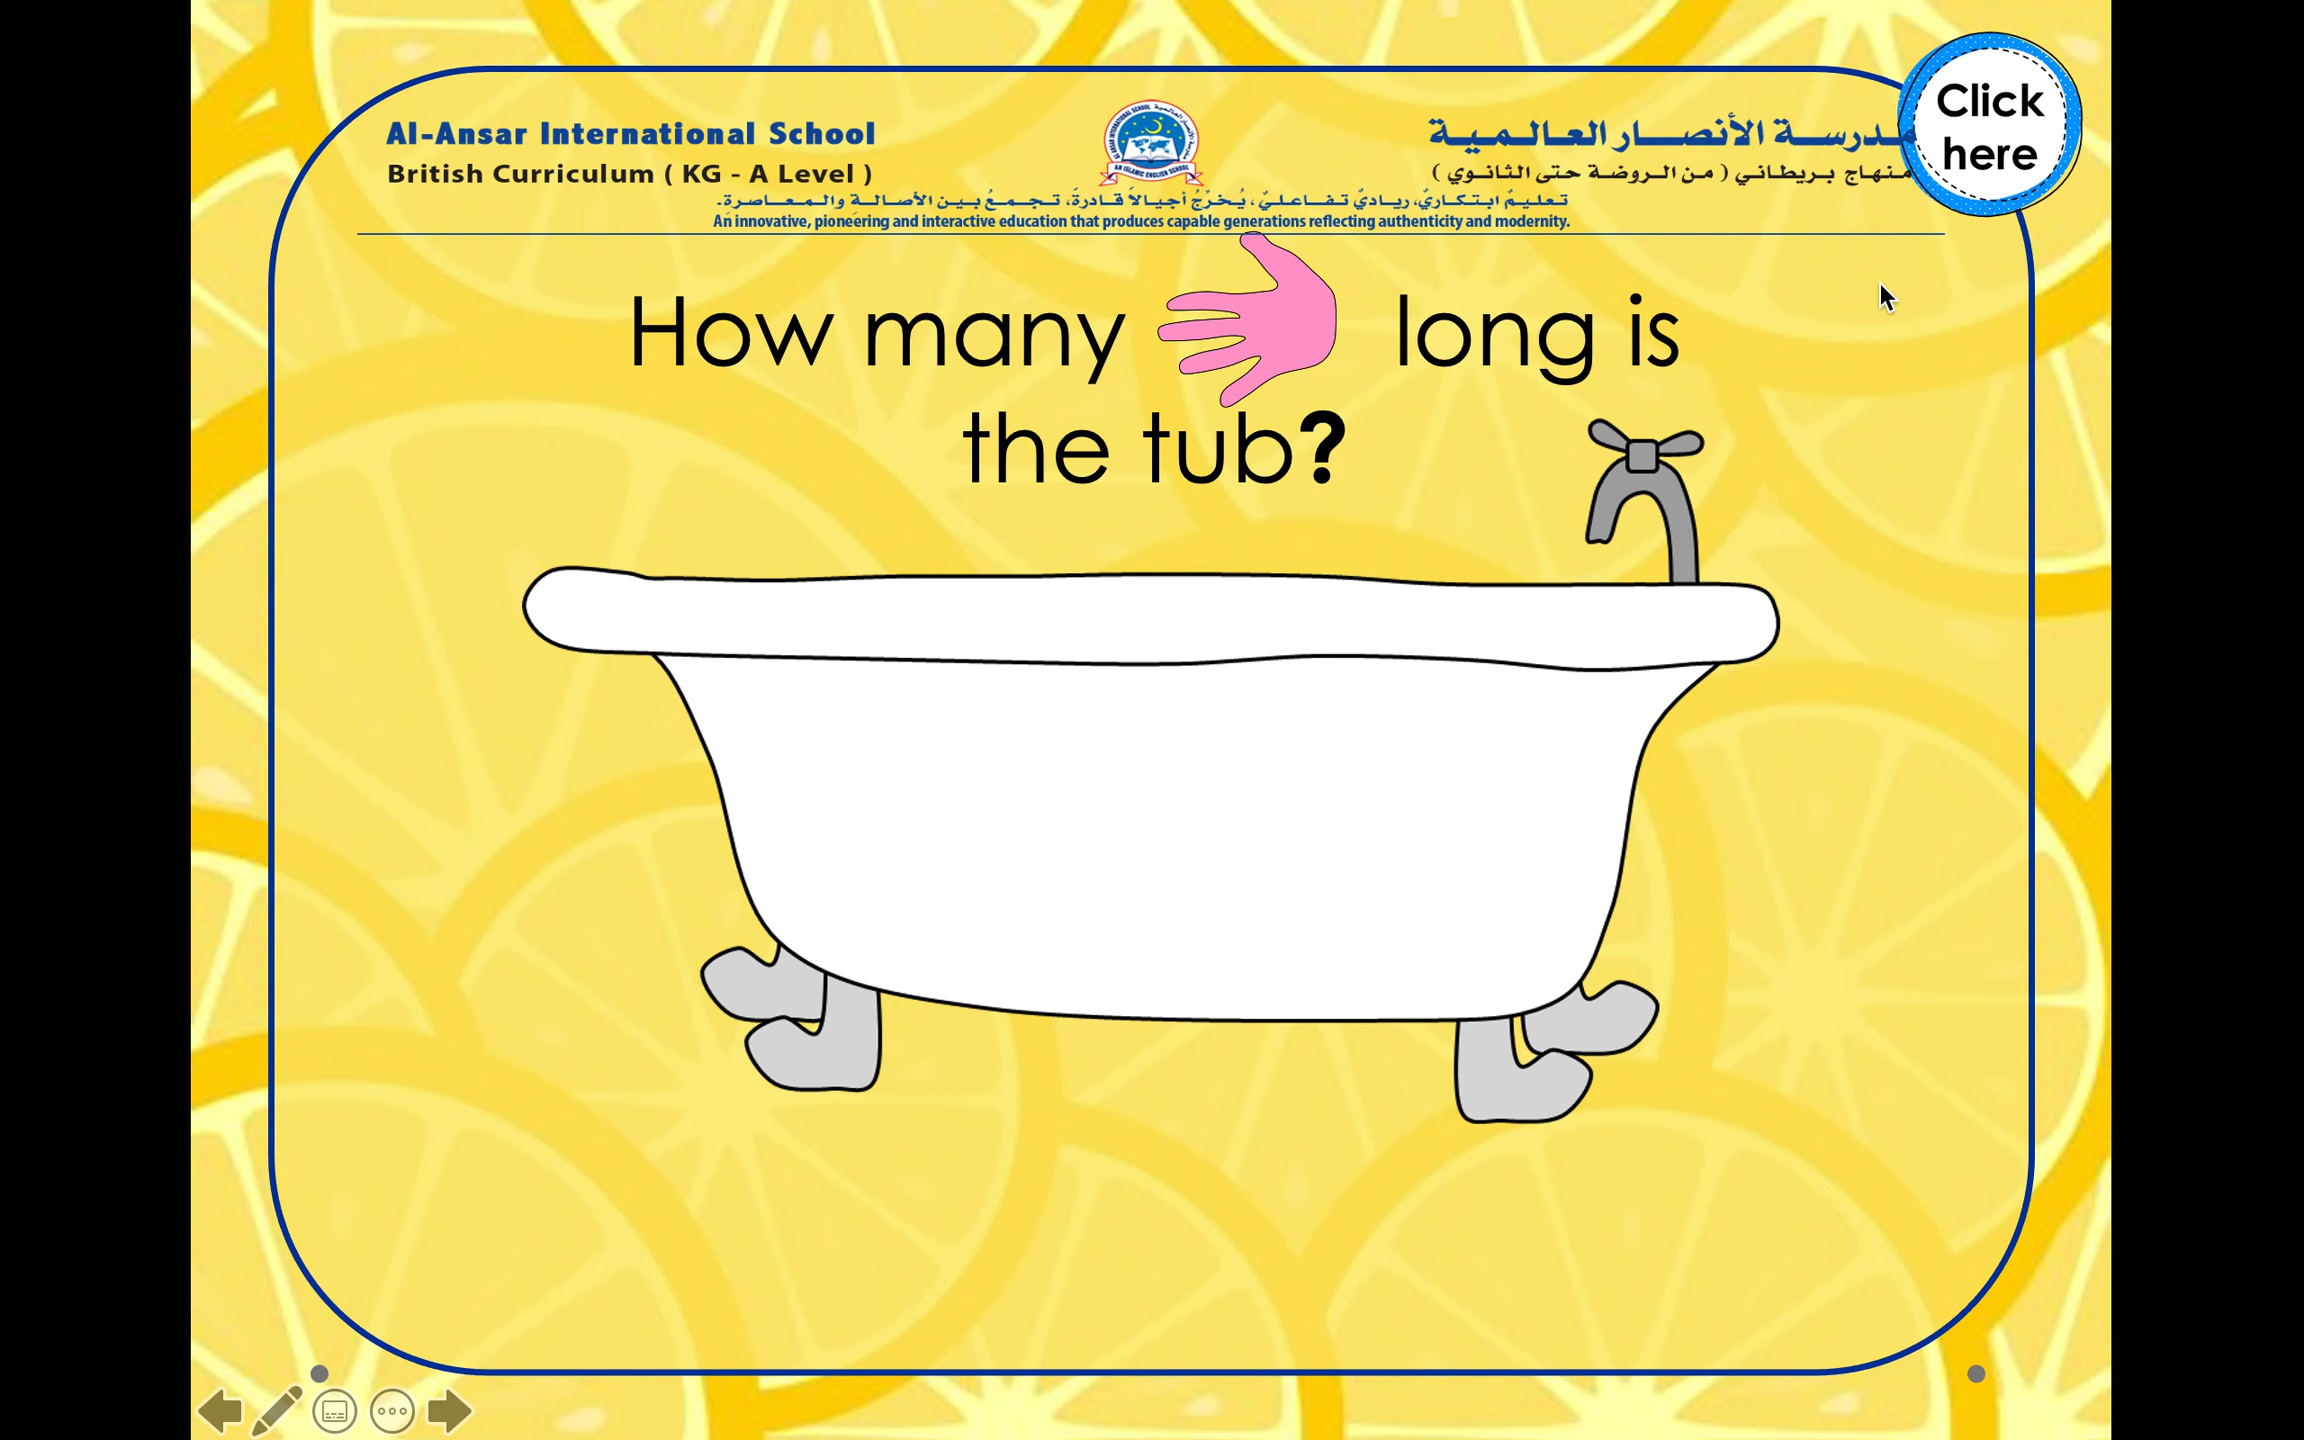 Click
here
Al-Ansar International School
مدرسة الأنصار العالمية
British Curriculum ( KG - A Level )
منهاج بريطاني ( من الروضة حتى الثانوي )
تعليمٌ ابتكاريٌ، رياديٌ تفاعليٌ، يُخرِّجُ أجيالاً قادرةً، تجمعُ بين الأصالة والمعاصرة.
An innovative, pioneering and interactive education that produces capable generations reflecting authenticity and modernity.
How many long is
the tub?